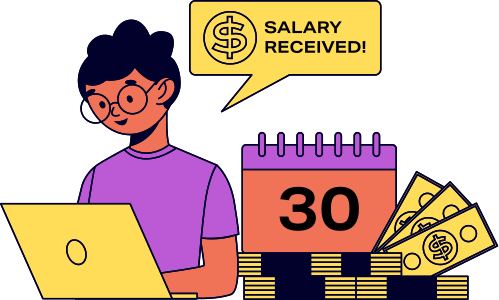 $ SALARY
RECEIVED!
30
$